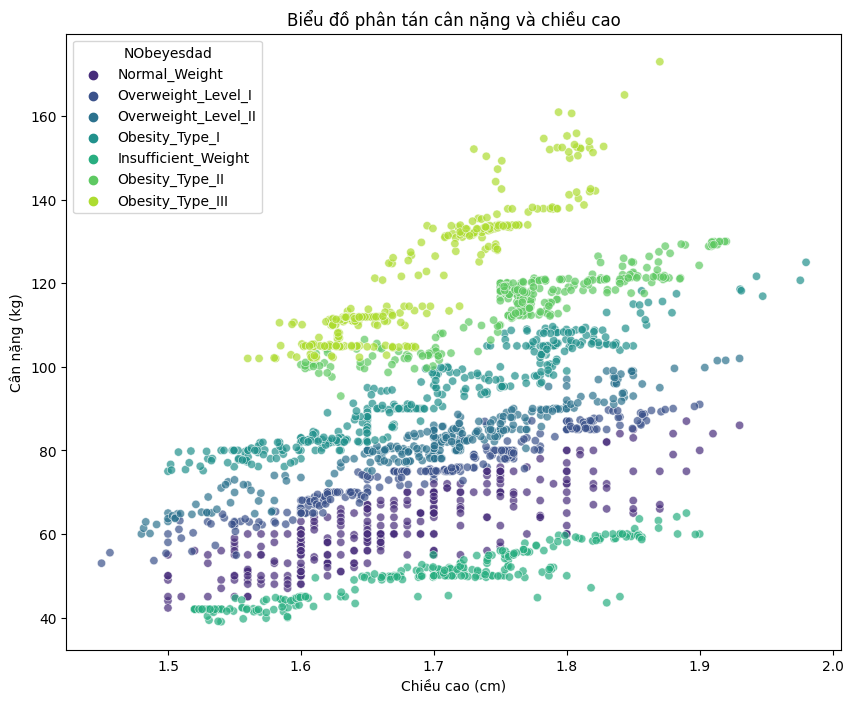 Biểu đồ phân tán cân nặng và chiều cao
NObeyesdad
Normal_Weight
Overweight_Level_I
Overweight_Level_II
Obesity_Type_I
Insufficient_Weight
Obesity_Type_II
Obesity_Type_III
160
140
120
100
80
60
40
Cân nặng (kg)
1.5 1.6 1.7 1.8 1.9 2.0
Chiều cao (cm)